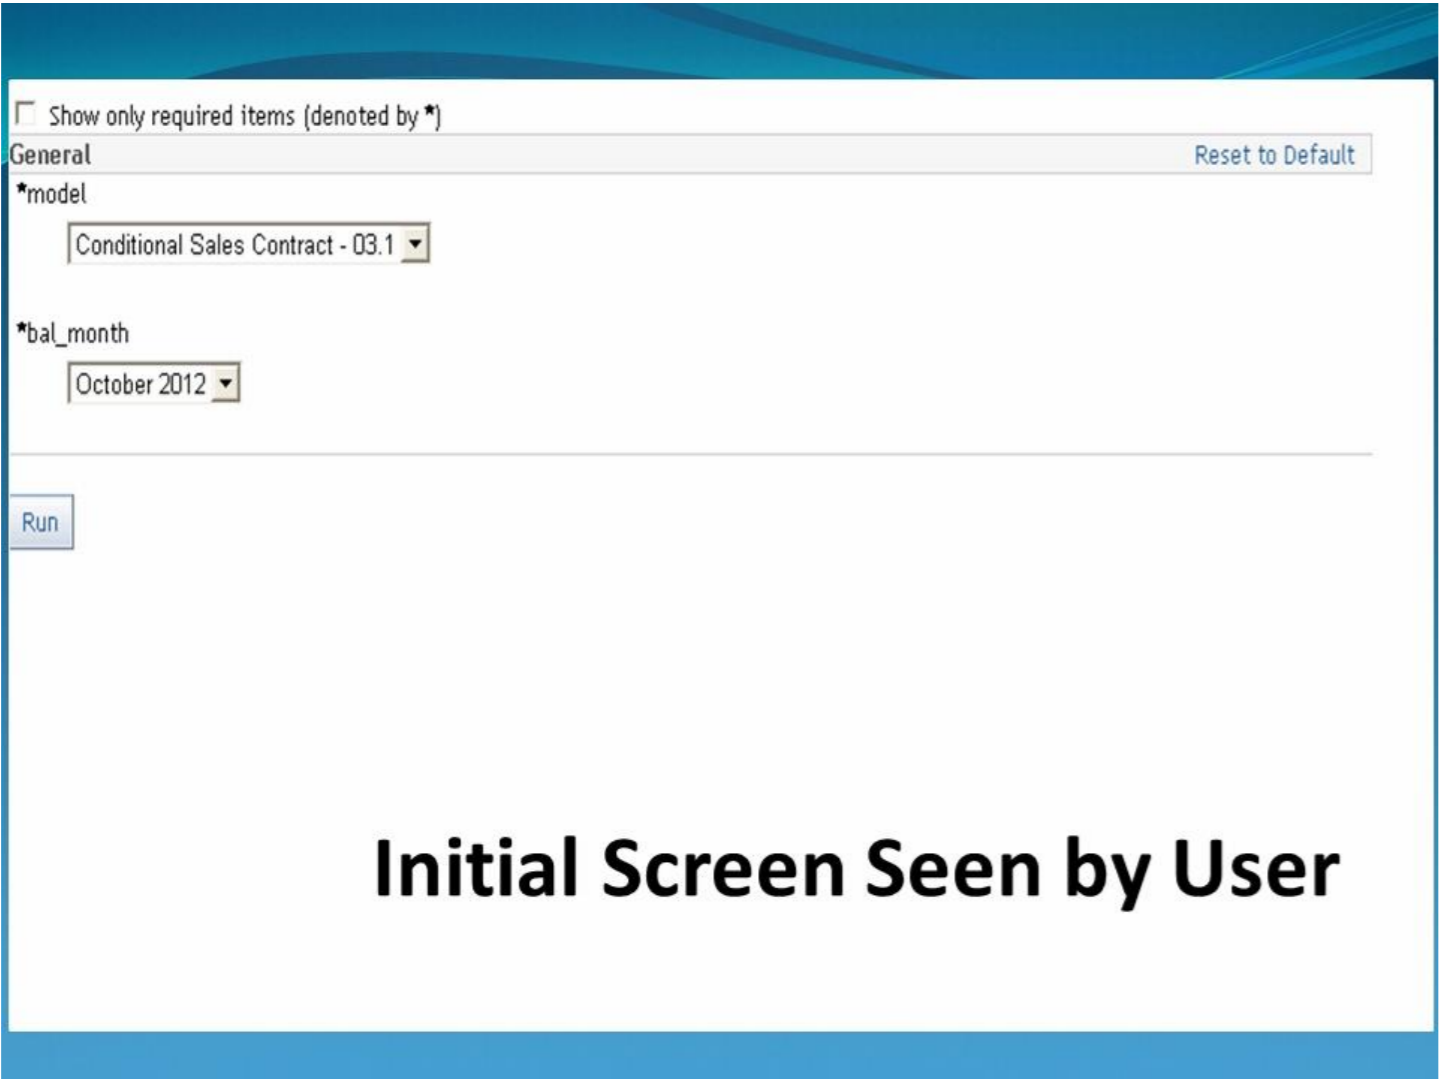 Show only required items (denoted by *)
General Reset to Default
*model
Conditional Sales Contract - 03.1
*bal_month
October 2012
Run
Initial Screen Seen by User